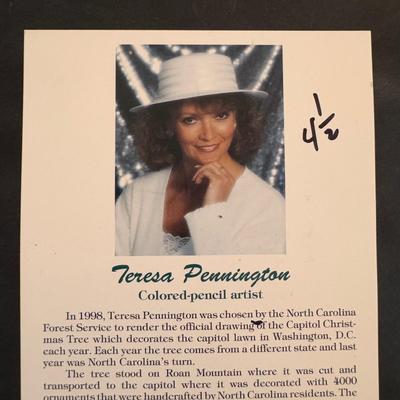 4 1/2
Teresa Pennington
Colored-pencil artist
In 1998, Teresa Pennington was chosen by the North Carolina
Forest Service to render the official drawing of the Capitol Christ-
mas Tree which decorates the capitol lawn in Washington, D.C.
each year. Each year the tree comes from a different state and last
year was North Carolina's turn.
The tree stood on Roan Mountain where it was cut and
transported to the capitol where it was decorated with 4000
ornaments that were handcrafted by North Carolina residents. The